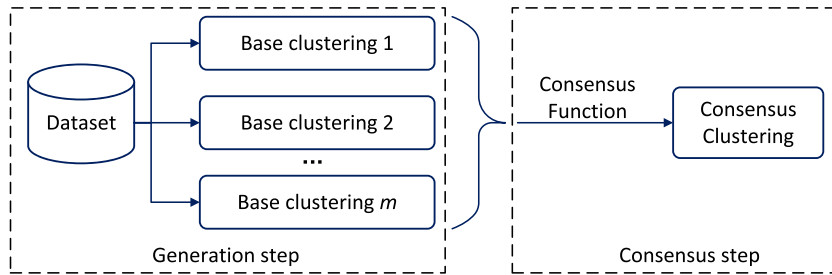 Base clustering 1
Dataset
Base clustering 2
...
Base clustering m
Generation step
Consensus
Function
Consensus
Clustering
Consensus step